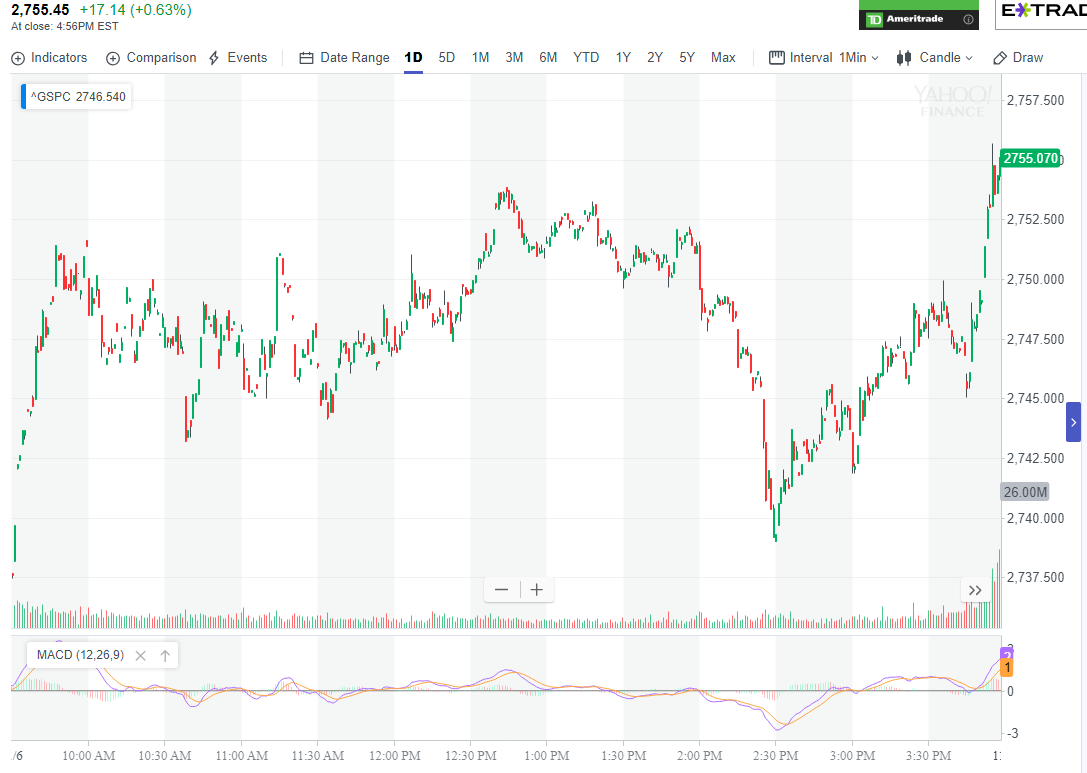 2,755.45 +17.14 (+0.63%)
At close: 4:56PM EST
TD Ameritrade
E*TRAD
Indicators Comparison Events Date Range 1D 5D 1M 3M 6M YTD 1Y 2Y 5Y Max Interval 1Min Candle Draw
^GSPC 2746.540
YAHOO!
FINANCE
2,757.500
2755.070
2,752.500
2,750.000
2,747.500
2,745.000
2,742.500
26.00M
2,740.000
2,737.500
MACD (12,26,9)
2
1
0
-3
/6 10:00 AM 10:30 AM 11:00 AM 11:30 AM 12:00 PM 12:30 PM 1:00 PM 1:30 PM 2:00 PM 2:30 PM 3:00 PM 3:30 PM 1: